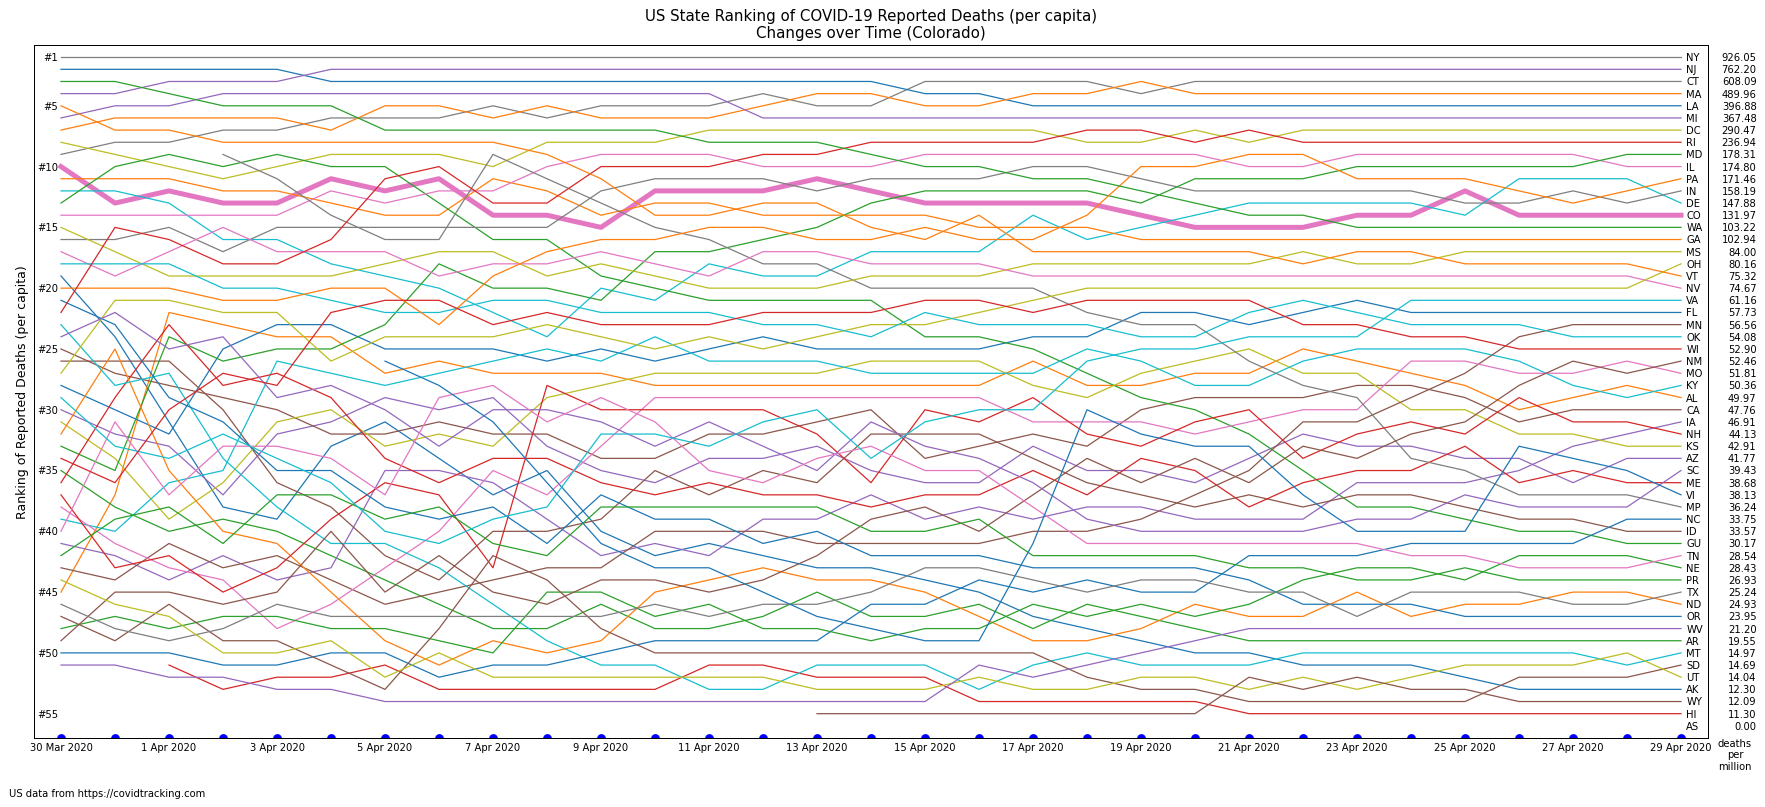 US State Ranking of COVID-19 Reported Deaths (per capita)
Changes over Time (Colorado)
Ranking of Reported Deaths (per capita)
#1
#5
#10
#15
#20
#25
#30
#35
#40
#45
#50
#55
NY 926.05
NJ 762.20
CT 608.09
MA 489.96
LA 396.88
MI 367.48
DC 290.47
RI 236.94
MD 178.31
IL 174.80
PA 171.46
IN 158.19
DE 147.88
CO 131.97
WA 103.22
GA 102.94
MS 84.00
OH 80.16
VT 75.32
NV 74.67
VA 61.16
FL 57.73
MN 56.56
OK 54.08
WI 52.90
NM 52.46
MO 51.81
KY 50.36
AL 49.97
CA 47.76
IA 46.91
NH 44.13
KS 42.91
AZ 41.77
SC 39.43
ME 38.68
VI 38.13
MP 36.24
NC 33.75
ID 33.57
GU 30.17
TN 28.54
NE 28.43
PR 26.93
TX 25.24
ND 24.93
OR 23.95
WV 21.20
AR 19.55
MT 14.97
SD 14.69
UT 14.04
AK 12.30
WY 12.09
HI 11.30
AS 0.00
30 Mar 2020 1 Apr 2020 3 Apr 2020 5 Apr 2020 7 Apr 2020 9 Apr 2020 11 Apr 2020 13 Apr 2020 15 Apr 2020 17 Apr 2020 19 Apr 2020 21 Apr 2020 23 Apr 2020 25 Apr 2020 27 Apr 2020 29 Apr 2020
deaths
per
million
US data from https://covidtracking.com